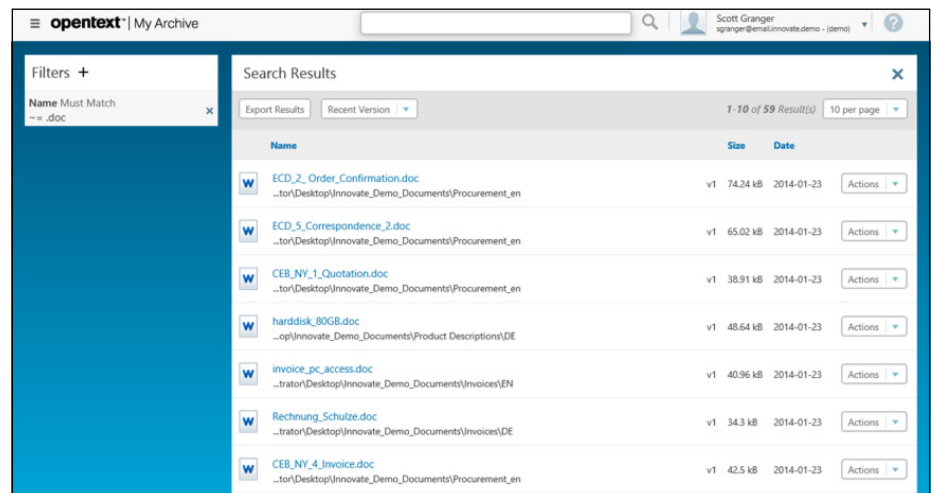 opentext™ | My Archive
Scott Granger
sgranger@email.innovate.demo - (demo)
Filters +
Name Must Match
~= .doc
Search Results
Export Results
Recent Version
1-10 of 59 Result(s)
10 per page
Name Size Date
ECD_2_ Order_Confirmation.doc v1 74.24 kB 2014-01-23 Actions
...tor\Desktop\Innovate_Demo_Documents\Procurement_en
ECD_5_Correspondence_2.doc v1 65.02 kB 2014-01-23 Actions
...tor\Desktop\Innovate_Demo_Documents\Procurement_en
CEB_NY_1_Quotation.doc v1 38.91 kB 2014-01-23 Actions
...tor\Desktop\Innovate_Demo_Documents\Procurement_en
harddisk_80GB.doc v1 48.64 kB 2014-01-23 Actions
...op\Innovate_Demo_Documents\Product Descriptions\DE
invoice_pc_access.doc v1 40.96 kB 2014-01-23 Actions
...trator\Desktop\Innovate_Demo_Documents\Invoices\EN
Rechnung_Schulze.doc v1 34.3 kB 2014-01-23 Actions
...trator\Desktop\Innovate_Demo_Documents\Invoices\DE
CEB_NY_4_Invoice.doc v1 42.5 kB 2014-01-23 Actions
...tor\Desktop\Innovate_Demo_Documents\Procurement_en